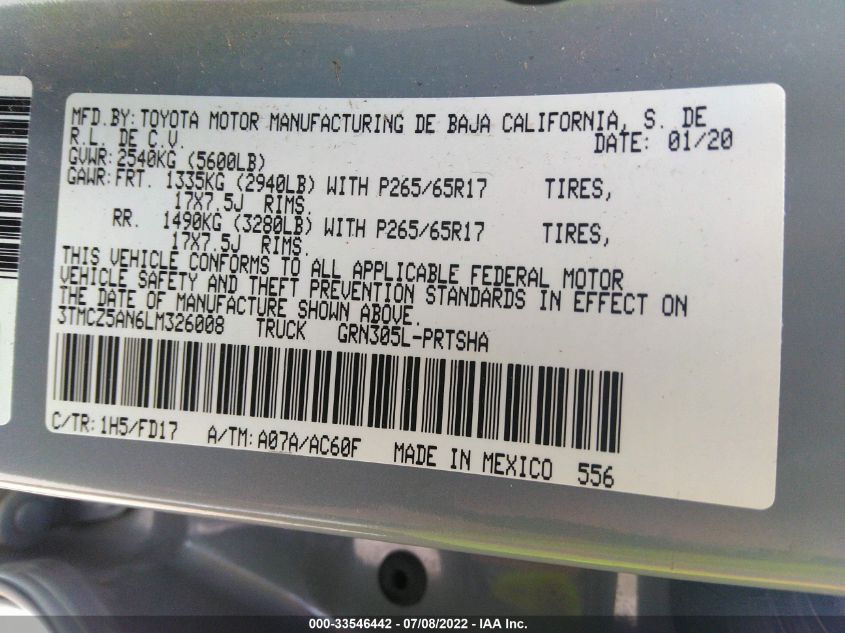 MFD.BY: TOYOTA MOTOR MANUFACTURING DE BAJA CALIFORNIA, S. DE
R.L. DE C.V. DATE: 01/20
GVWR: 2540KG (5600LB)
GAWR: FRT. 1335KG (2940LB) WITH P265/65R17 TIRES,
17X7.5J RIMS.
RR. 1490KG (3280LB) WITH P265/65R17 TIRES,
17X7.5J RIMS.
THIS VEHICLE CONFORMS TO ALL APPLICABLE FEDERAL MOTOR
VEHICLE SAFETY AND THEFT PREVENTION STANDARDS IN EFFECT ON
THE DATE OF MANUFACTURE SHOWN ABOVE.
3TMCZ5AN6LM326008 TRUCK GRN305L-PRTSHA
C/TR: 1H5/FD17 A/TM: A07A/AC60F MADE IN MEXICO 556
000-33546442 - 07/08/2022 - IAA Inc.